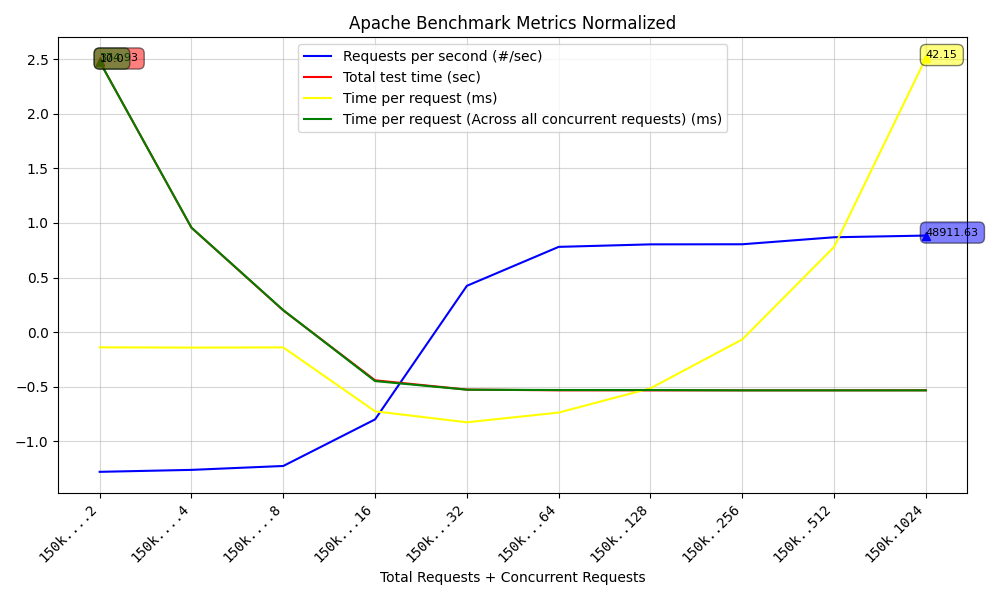 Apache Benchmark Metrics Normalized
Requests per second (#/sec)
Total test time (sec)
Time per request (ms)
Time per request (Across all concurrent requests) (ms)
42.15
48911.63
2.5
2.0
1.5
1.0
0.5
0.0
−0.5
−1.0
150k....2
150k....4
150k....8
150k...16
150k...32
150k...64
150k..128
150k..256
150k..512
150k.1024
Total Requests + Concurrent Requests